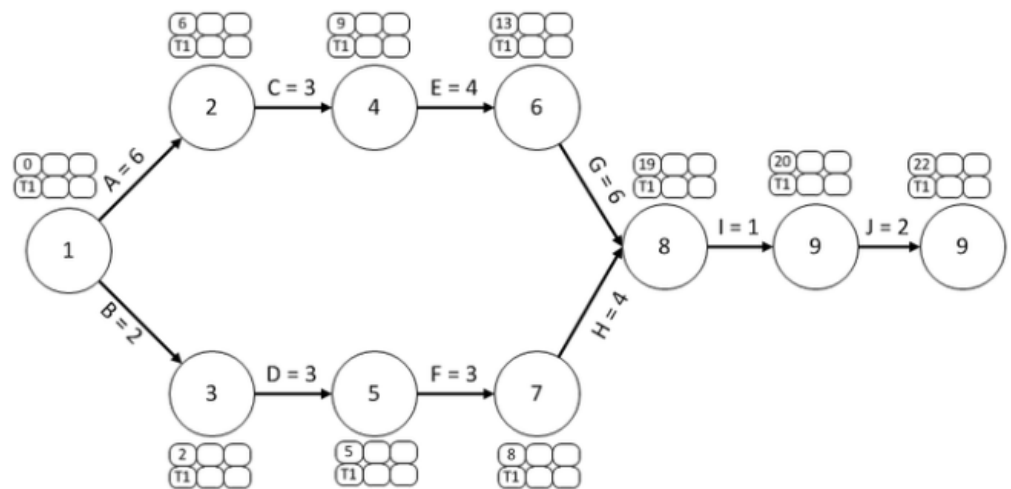 6
T1
9
T1
13
T1
2
C = 3
4
E = 4
6
0
T1
A = 6
G = 6
19
T1
20
T1
22
T1
1
8
I = 1
9
J = 2
9
B = 2
H = 4
3
D = 3
5
F = 3
7
2
T1
5
T1
8
T1